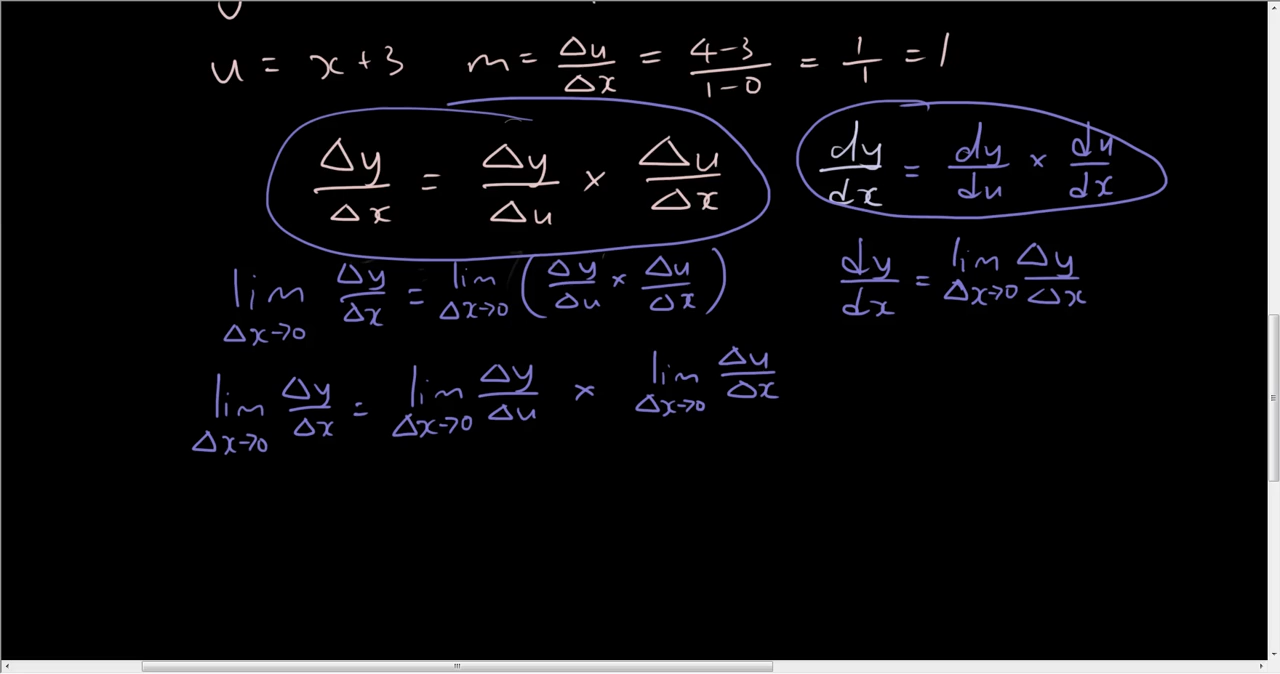 u = x + 3 m = Δu/Δx = 4-3/1-0 = 1/1 = 1
Δy/Δx = Δy/Δu × Δu/Δx dy/dx = dy/du × du/dx
lim Δx→0 Δy/Δx = lim Δx→0 (Δy/Δu × Δu/Δx) dy/dx = lim Δx→0 Δy/Δx
lim Δx→0 Δy/Δx = lim Δx→0 Δy/Δu × lim Δx→0 Δu/Δx